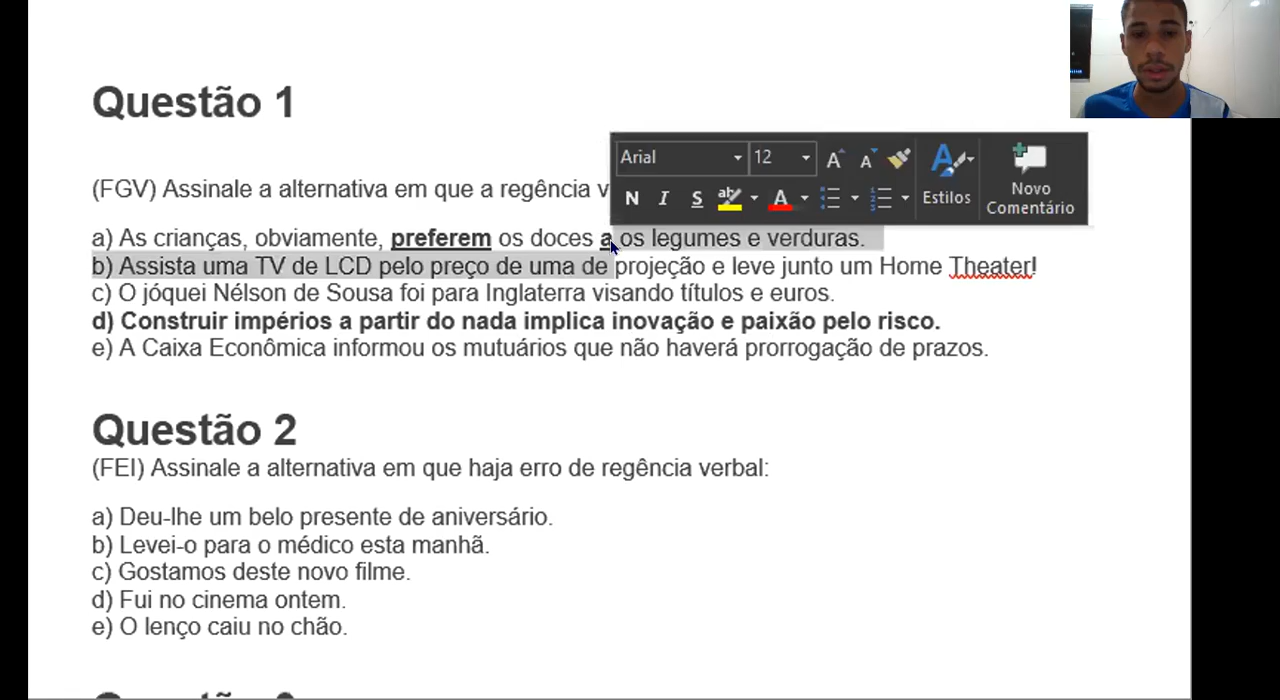 Questão 1
Arial
12
N I S
ab
A
Estilos
Novo
Comentário
(FGV) Assinale a alternativa em que a regência v
a) As crianças, obviamente, preferem os doces a os legumes e verduras.
b) Assista uma TV de LCD pelo preço de uma de projeção e leve junto um Home Theater!
c) O jóquei Nélson de Sousa foi para Inglaterra visando títulos e euros.
d) Construir impérios a partir do nada implica inovação e paixão pelo risco.
e) A Caixa Econômica informou os mutuários que não haverá prorrogação de prazos.
Questão 2
(FEI) Assinale a alternativa em que haja erro de regência verbal:
a) Deu-lhe um belo presente de aniversário.
b) Levei-o para o médico esta manhã.
c) Gostamos deste novo filme.
d) Fui no cinema ontem.
e) O lenço caiu no chão.